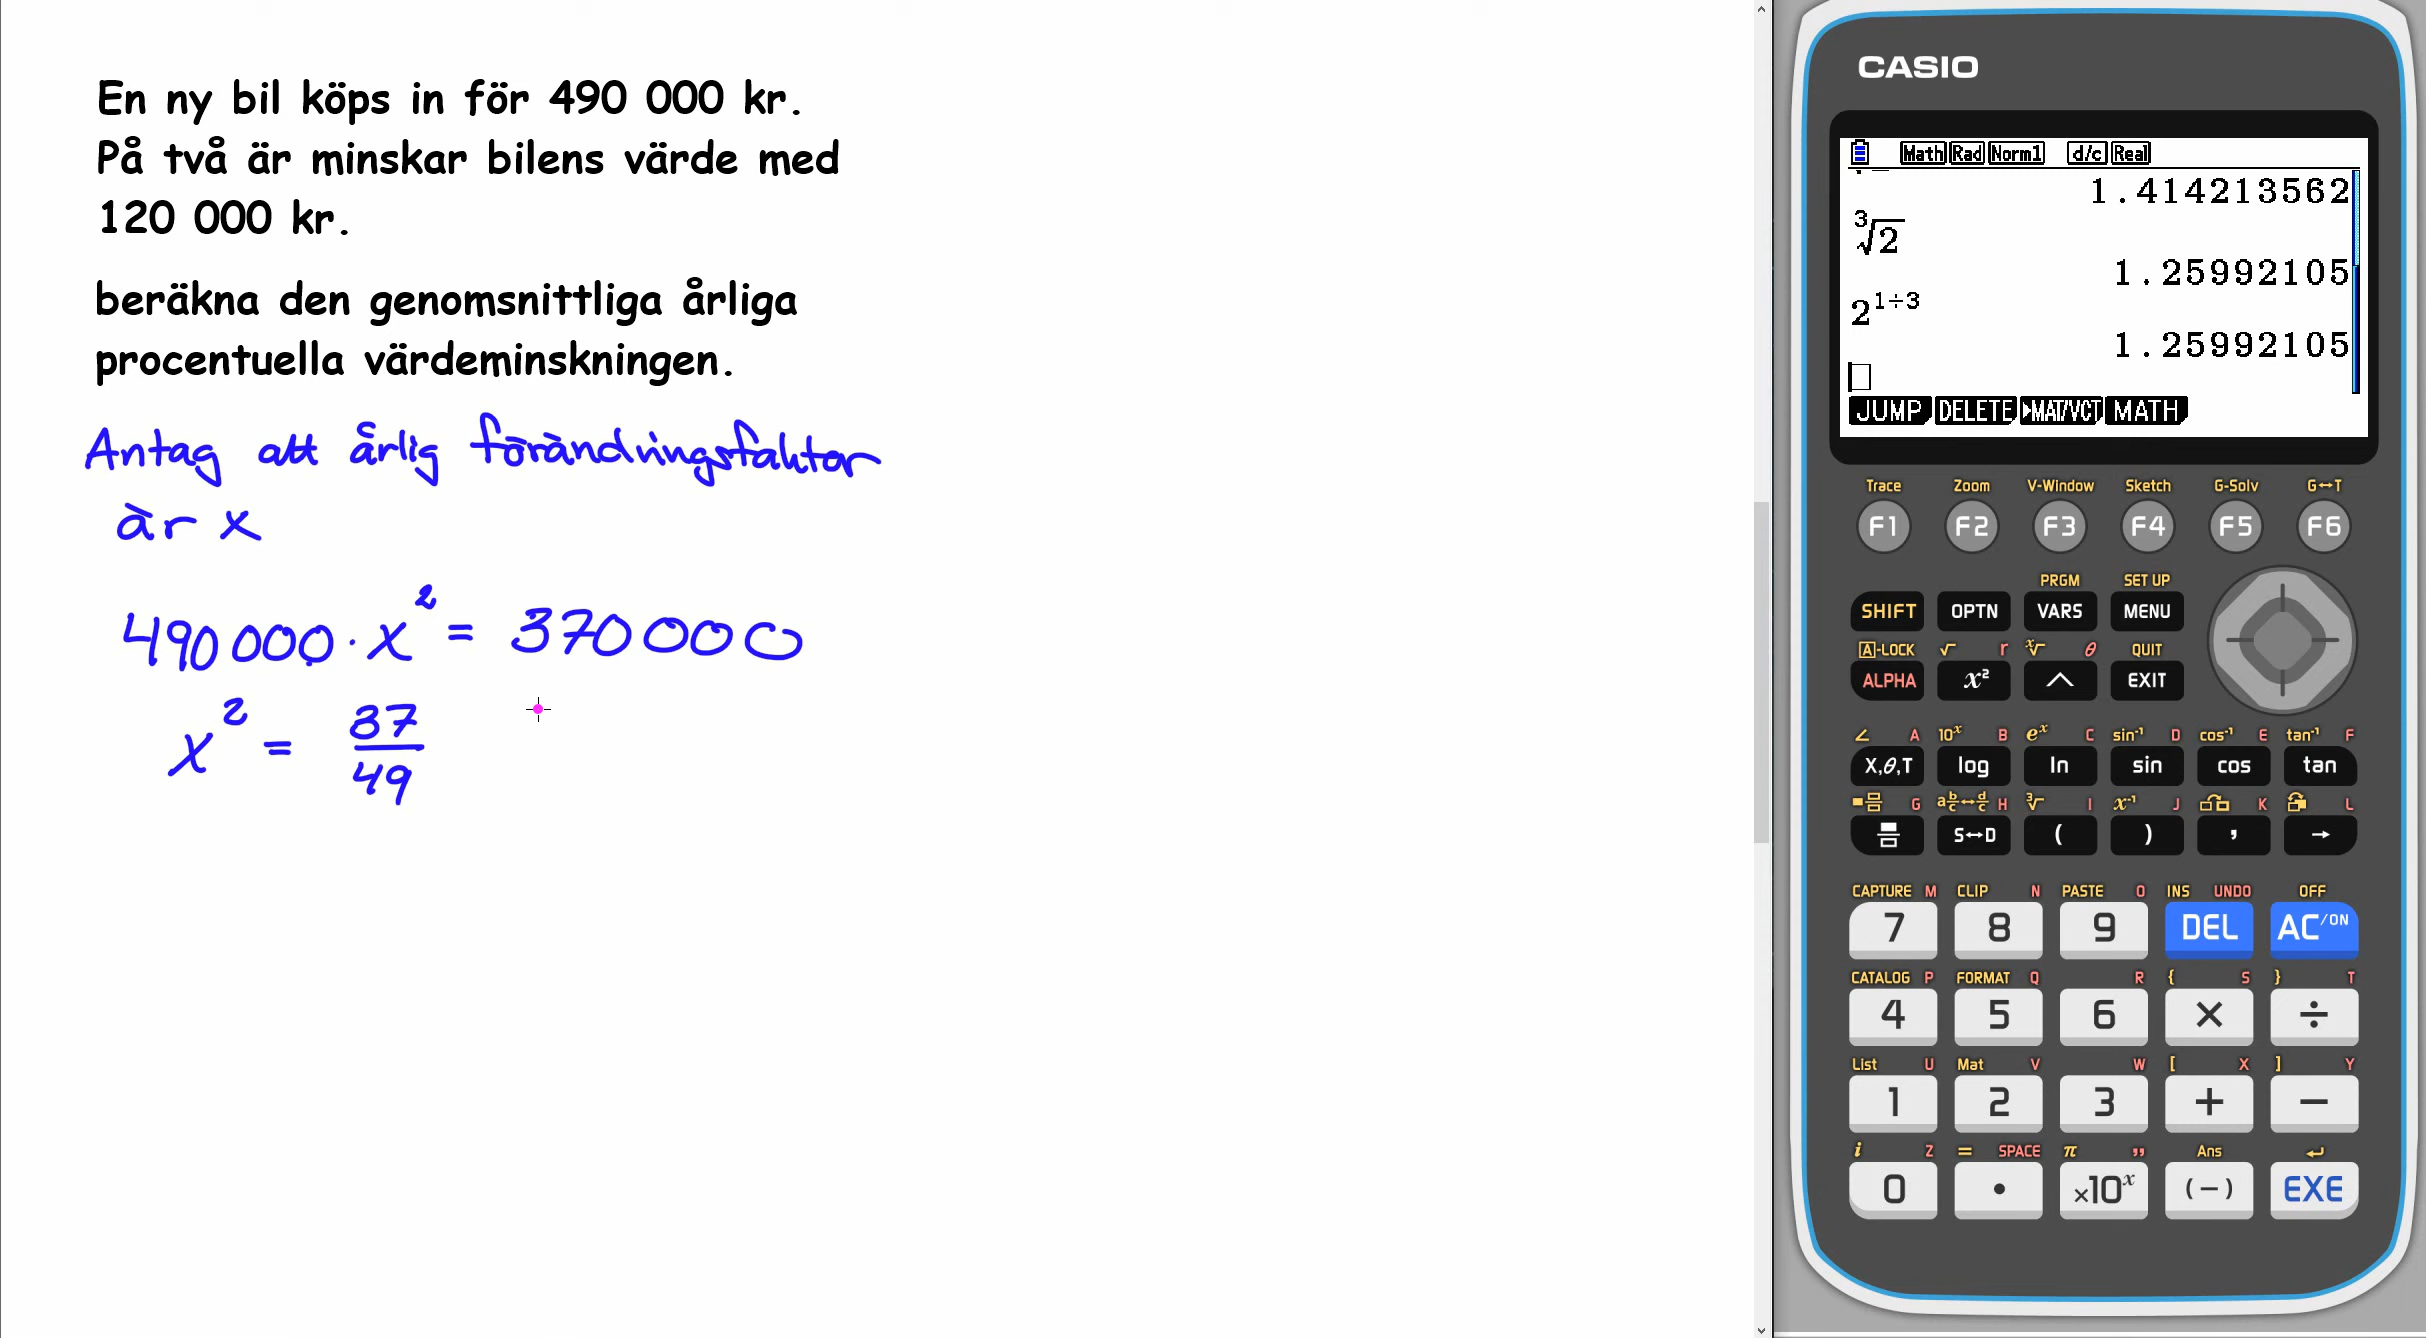 En ny bil köps in för 490 000 kr.
På två är minskar bilens värde med
120 000 kr.
beräkna den genomsnittliga årliga
procentuella värdeminskningen.
Antag att årlig förändringsfaktor
är x
490 000 · x² = 370 000
x² = 37/49
CASIO
Math Rad Norm1 d/c Real
1.414213562
³√2
1.25992105
2^1÷3
1.25992105
JUMP DELETE ▶MAT/VCT MATH
Trace Zoom V-Window Sketch G-Solv G↔T
F1 F2 F3 F4 F5 F6
PRGM SET UP
SHIFT OPTN VARS MENU
A-LOCK √ r ˣ√ θ QUIT
ALPHA x² ^ EXIT
∠ A 10ˣ B eˣ C sin⁻¹ D cos⁻¹ E tan⁻¹ F
X,θ,T log ln sin cos tan
G a b/c↔d/c H ³√ I x⁻¹ J K L
S↔D ( ) , →
CAPTURE M CLIP N PASTE O INS UNDO OFF
7 8 9 DEL AC/ON
CATALOG P FORMAT Q R { S } T
4 5 6 × ÷
List U Mat V W [ X ] Y
1 2 3 + −
i Z = SPACE π " Ans ↵
0 • ×10ˣ (−) EXE